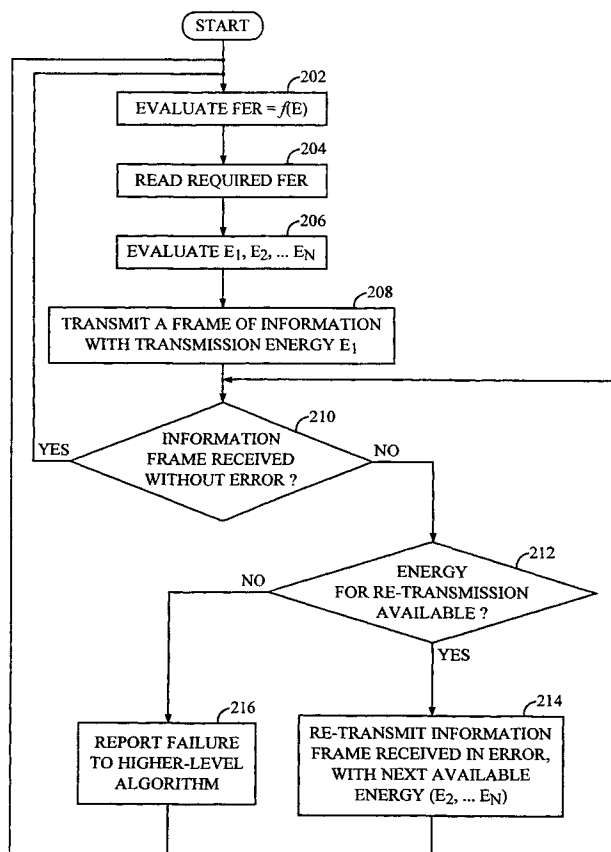 START
202
EVALUATE FER = f(E)
204
READ REQUIRED FER
206
EVALUATE E1, E2, ... EN
208
TRANSMIT A FRAME OF INFORMATION
WITH TRANSMISSION ENERGY E1
210
INFORMATION
FRAME RECEIVED
WITHOUT ERROR ?
YES
NO
212
ENERGY
FOR RE-TRANSMISSION
AVAILABLE ?
NO
YES
216
REPORT FAILURE
TO HIGHER-LEVEL
ALGORITHM
214
RE-TRANSMIT INFORMATION
FRAME RECEIVED IN ERROR,
WITH NEXT AVAILABLE
ENERGY (E2, ... EN)